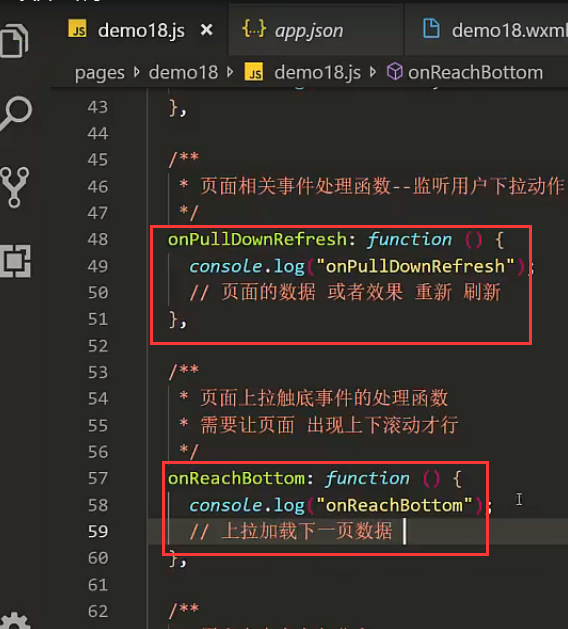 JS demo18.js × {..} app.json demo18.wxml
pages demo18 JS demo18.js onReachBottom
43 },
44
45 /**
46 * 页面相关事件处理函数--监听用户下拉动作
47 */
48 onPullDownRefresh: function () {
49 console.log("onPullDownRefresh");
50 // 页面的数据 或者效果 重新 刷新
51 },
52
53 /**
54 * 页面上拉触底事件的处理函数
55 * 需要让页面 出现上下滚动才行
56 */
57 onReachBottom: function () {
58 console.log("onReachBottom");
59 // 上拉加载下一页数据
60 },
61
62 /**